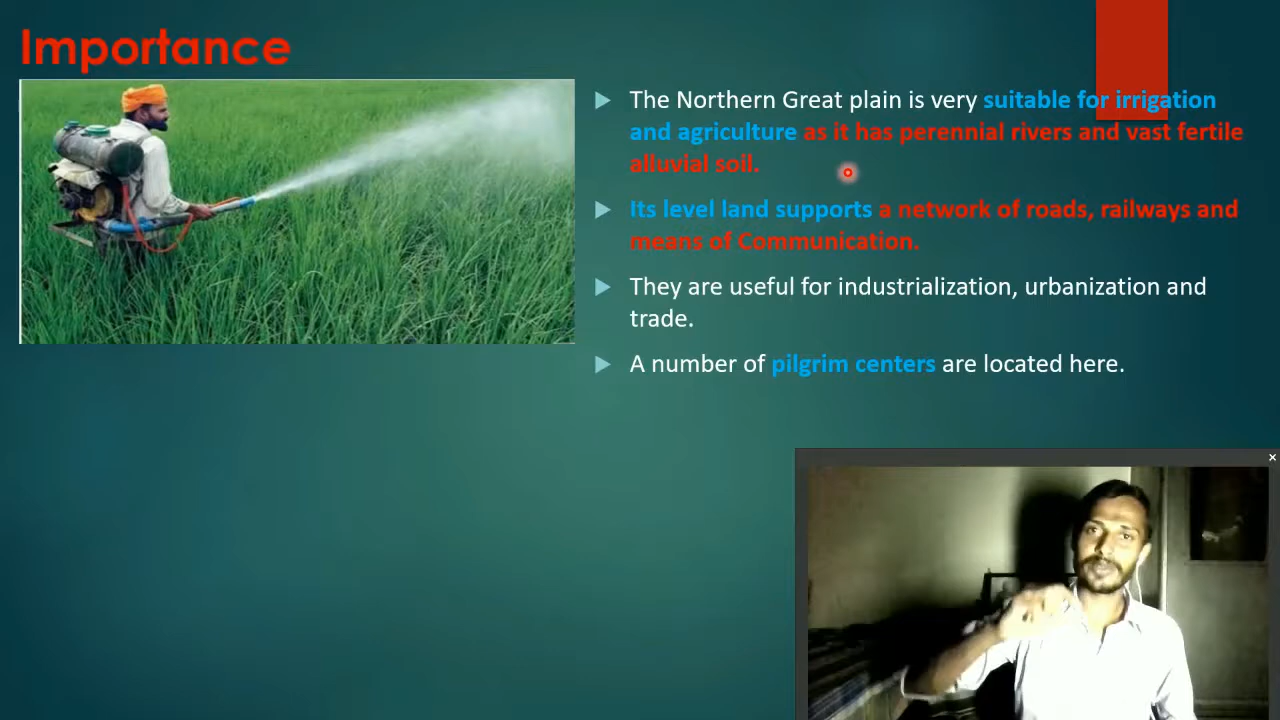 Importance
The Northern Great plain is very suitable for irrigation
and agriculture as it has perennial rivers and vast fertile
alluvial soil.
Its level land supports a network of roads, railways and
means of Communication.
They are useful for industrialization, urbanization and
trade.
A number of pilgrim centers are located here.